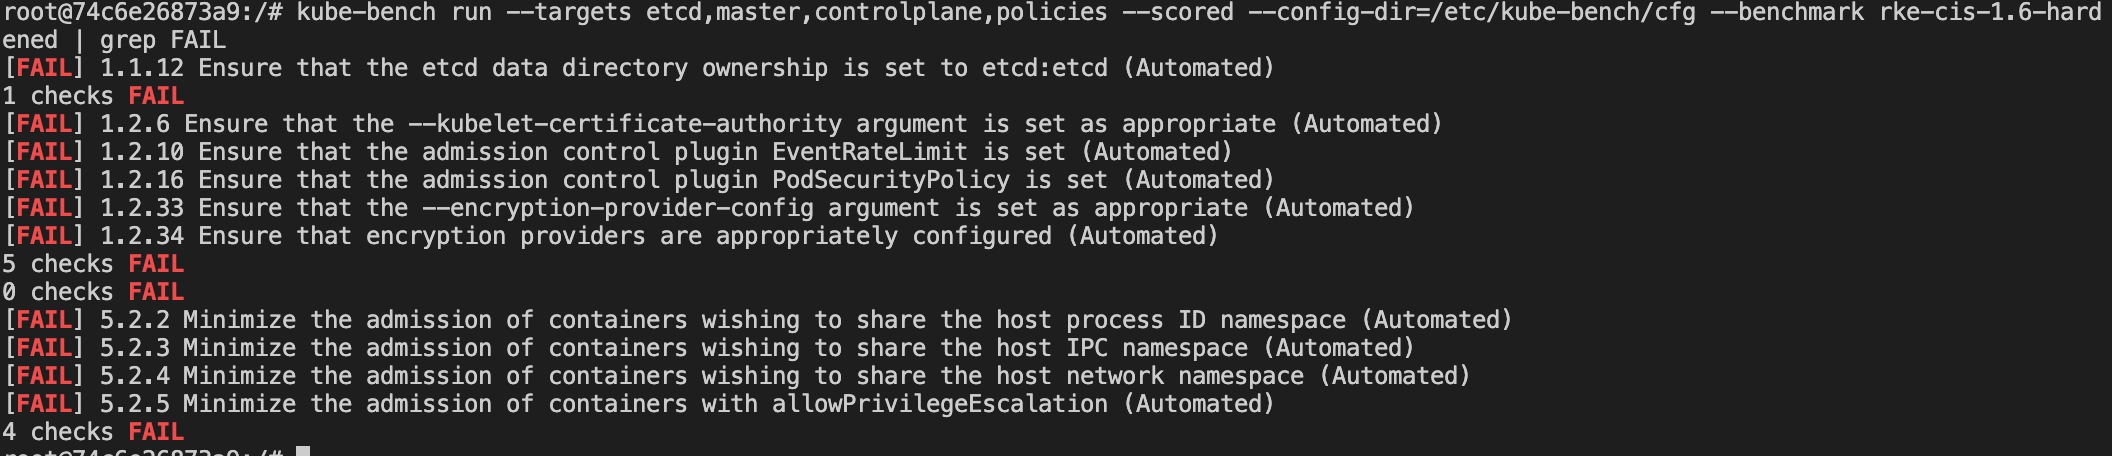 root@74c6e26873a9:/# kube-bench run --targets etcd,master,controlplane,policies --scored --config-dir=/etc/kube-bench/cfg --benchmark rke-cis-1.6-hard
ened | grep FAIL
[FAIL] 1.1.12 Ensure that the etcd data directory ownership is set to etcd:etcd (Automated)
1 checks FAIL
[FAIL] 1.2.6 Ensure that the --kubelet-certificate-authority argument is set as appropriate (Automated)
[FAIL] 1.2.10 Ensure that the admission control plugin EventRateLimit is set (Automated)
[FAIL] 1.2.16 Ensure that the admission control plugin PodSecurityPolicy is set (Automated)
[FAIL] 1.2.33 Ensure that the --encryption-provider-config argument is set as appropriate (Automated)
[FAIL] 1.2.34 Ensure that encryption providers are appropriately configured (Automated)
5 checks FAIL
0 checks FAIL
[FAIL] 5.2.2 Minimize the admission of containers wishing to share the host process ID namespace (Automated)
[FAIL] 5.2.3 Minimize the admission of containers wishing to share the host IPC namespace (Automated)
[FAIL] 5.2.4 Minimize the admission of containers wishing to share the host network namespace (Automated)
[FAIL] 5.2.5 Minimize the admission of containers with allowPrivilegeEscalation (Automated)
4 checks FAIL
root@74c6e26873a9:/#